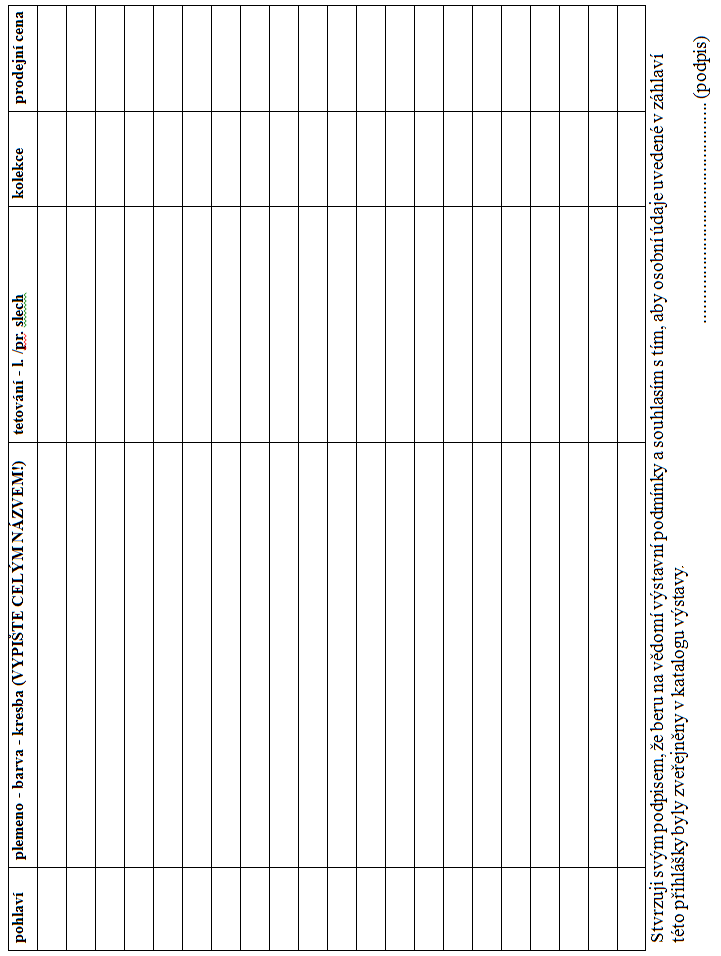 pohlaví plemeno - barva - kresba (VYPIŠTE CELÝM NÁZVEM!) tetování - l. /pr. slech kolekce prodejní cena
Stvrzuji svým podpisem, že beru na vědomí výstavní podmínky a souhlasím s tím, aby osobní údaje uvedené v záhlaví
této přihlášky byly zveřejněny v katalogu výstavy.
…………………………………………… (podpis)